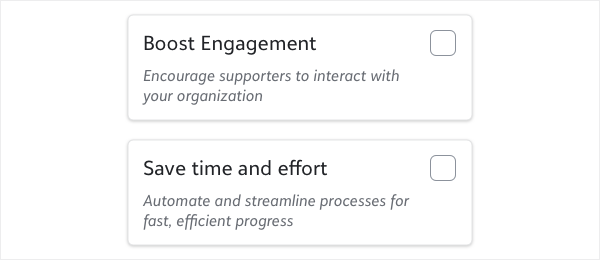 Boost Engagement
Encourage supporters to interact with
your organization
Save time and effort
Automate and streamline processes for
fast, efficient progress